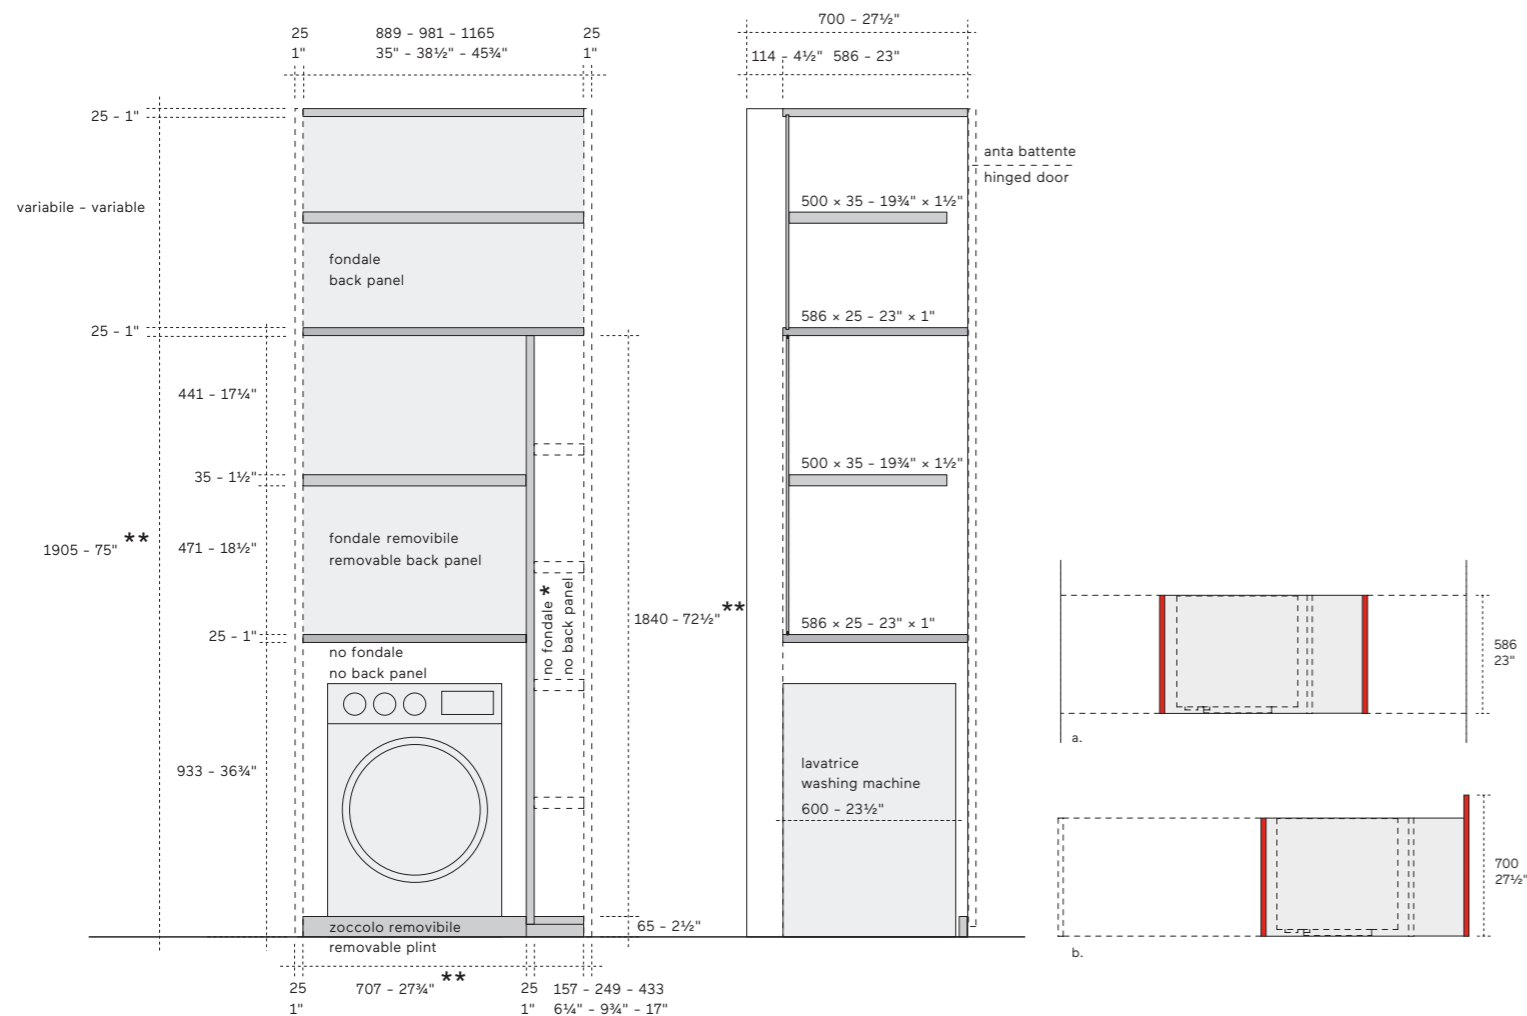 25
1"
889 - 981 - 1165
35" - 38½" - 45¾"
25
1"
25 - 1"
variabile - variable
fondale
back panel
25 - 1"
441 - 17¼"
35 - 1½"
1905 - 75" **
471 - 18½"
fondale removibile
removable back panel
25 - 1"
no fondale
no back panel
no fondale *
no back panel
1840 - 72½" **
933 - 36¾"
zoccolo removibile
removable plint
65 - 2½"
25
1"
707 - 27¾" **
25
1"
157 - 249 - 433
6¼" - 9¾" - 17"
700 - 27½"
114 - 4½"
586 - 23"
anta battente
hinged door
500 × 35 - 19¾" × 1½"
586 × 25 - 23" × 1"
500 × 35 - 19¾" × 1½"
586 × 25 - 23" × 1"
lavatrice
washing machine
600 - 23½"
586
23"
a.
700
27½"
b.